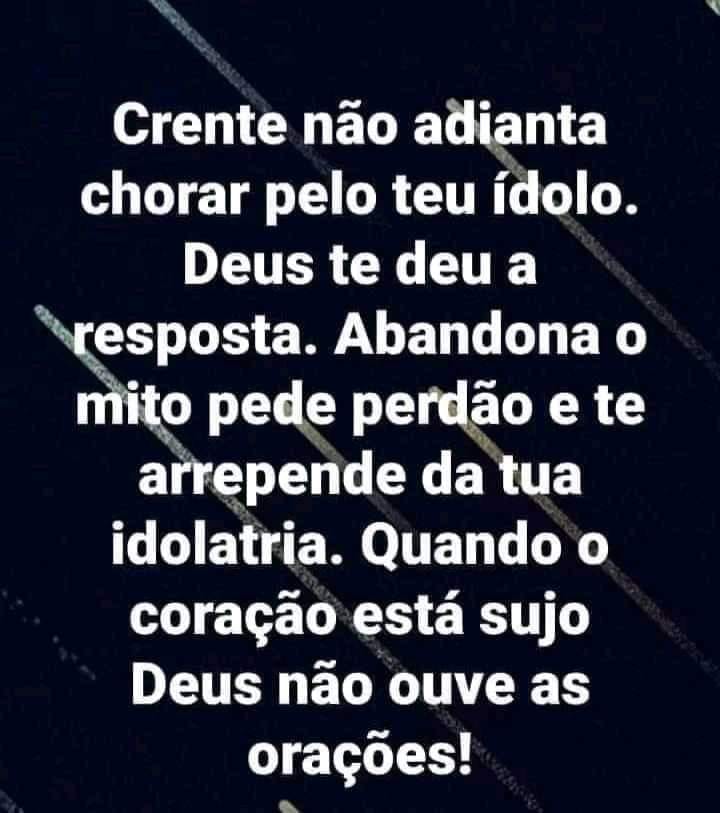 Crente não adianta
chorar pelo teu ídolo.
Deus te deu a
resposta. Abandona o
mito pede perdão e te
arrepende da tua
idolatria. Quando o
coração está sujo
Deus não ouve as
orações!